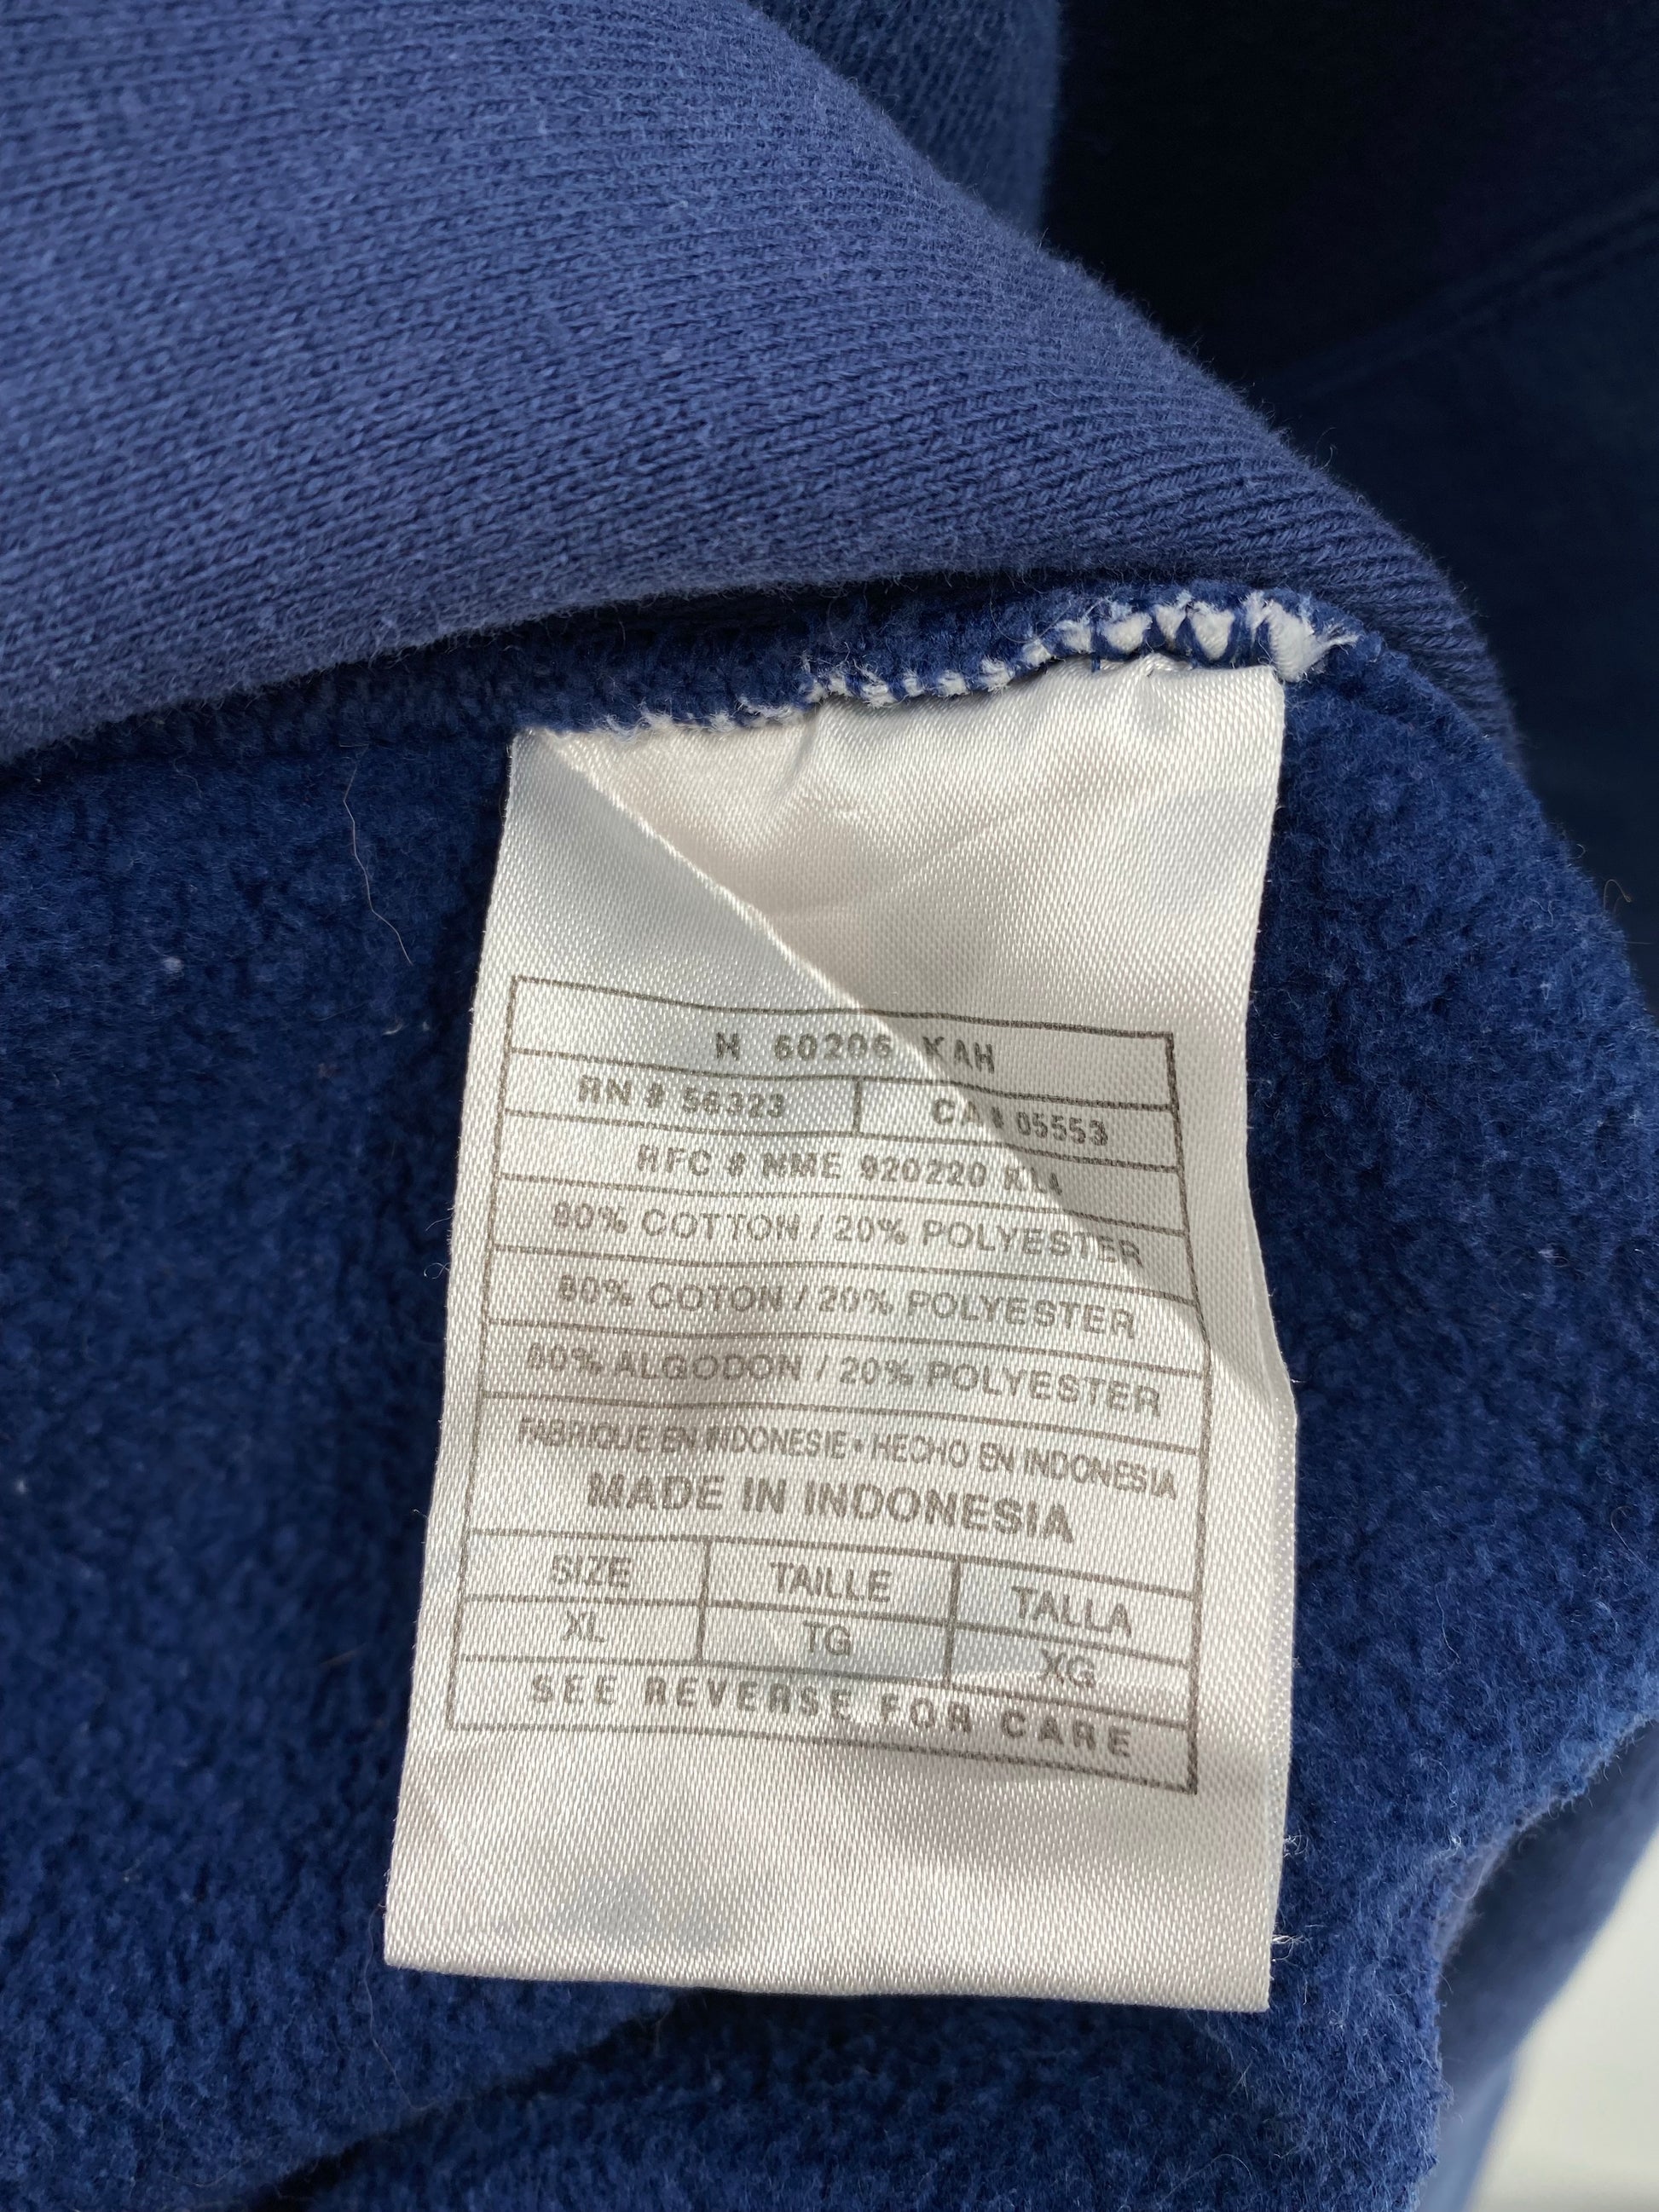 N 60206 KAH
RN # 56323 CA # 05553
RFC # NME 920220 R24
80% COTTON / 20% POLYESTER
80% COTON / 20% POLYESTER
80% ALGODON / 20% POLYESTER
FABRIQUE EN INDONESIE • HECHO EN INDONESIA
MADE IN INDONESIA
SIZE TAILLE TALLA
XL TG XG
SEE REVERSE FOR CARE